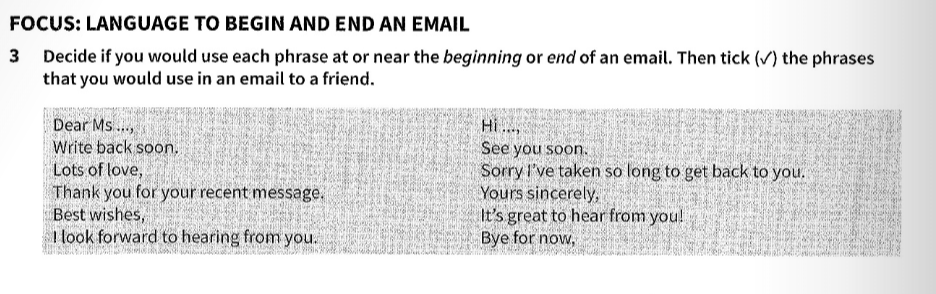 FOCUS: LANGUAGE TO BEGIN AND END AN EMAIL
3 Decide if you would use each phrase at or near the beginning or end of an email. Then tick (✓) the phrases
that you would use in an email to a friend.
Dear Ms ...,
Write back soon.
Lots of love,
Thank you for your recent message.
Best wishes,
I look forward to hearing from you.
Hi ...,
See you soon.
Sorry I've taken so long to get back to you.
Yours sincerely,
It's great to hear from you!
Bye for now,